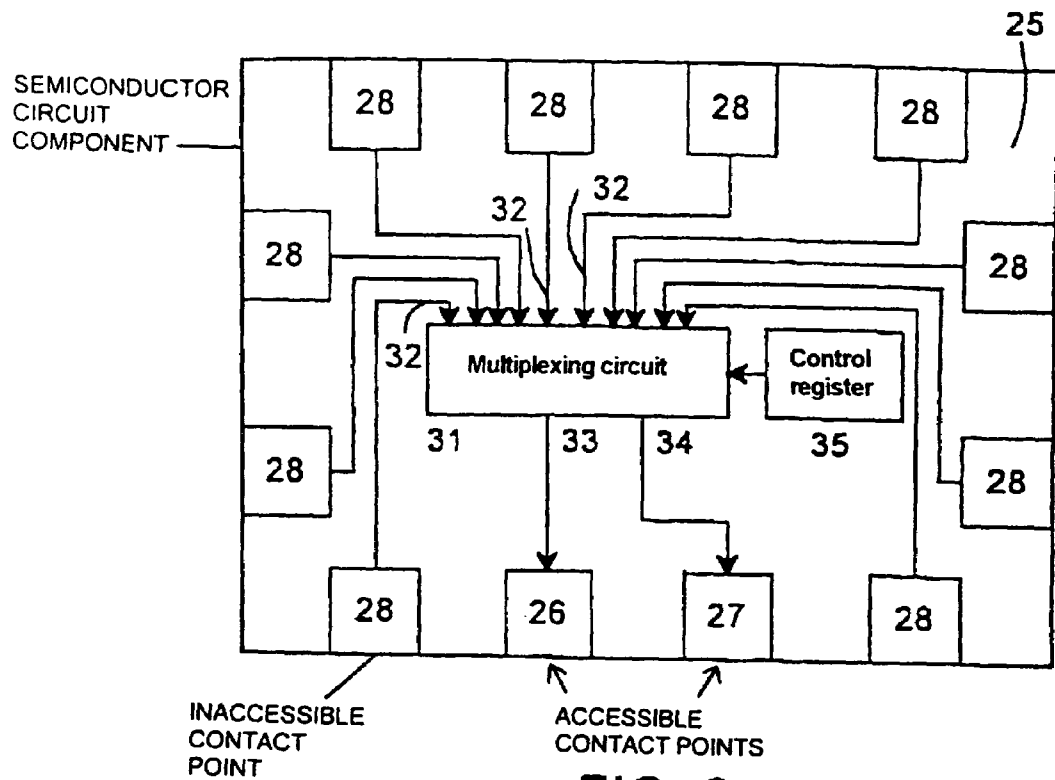 25
SEMICONDUCTOR
CIRCUIT
COMPONENT
28 28 28 28
32 32
28 28
32
Multiplexing circuit
Control
register
31 33 34 35
28 28
28 26 27 28
INACCESSIBLE
CONTACT
POINT
ACCESSIBLE
CONTACT POINTS